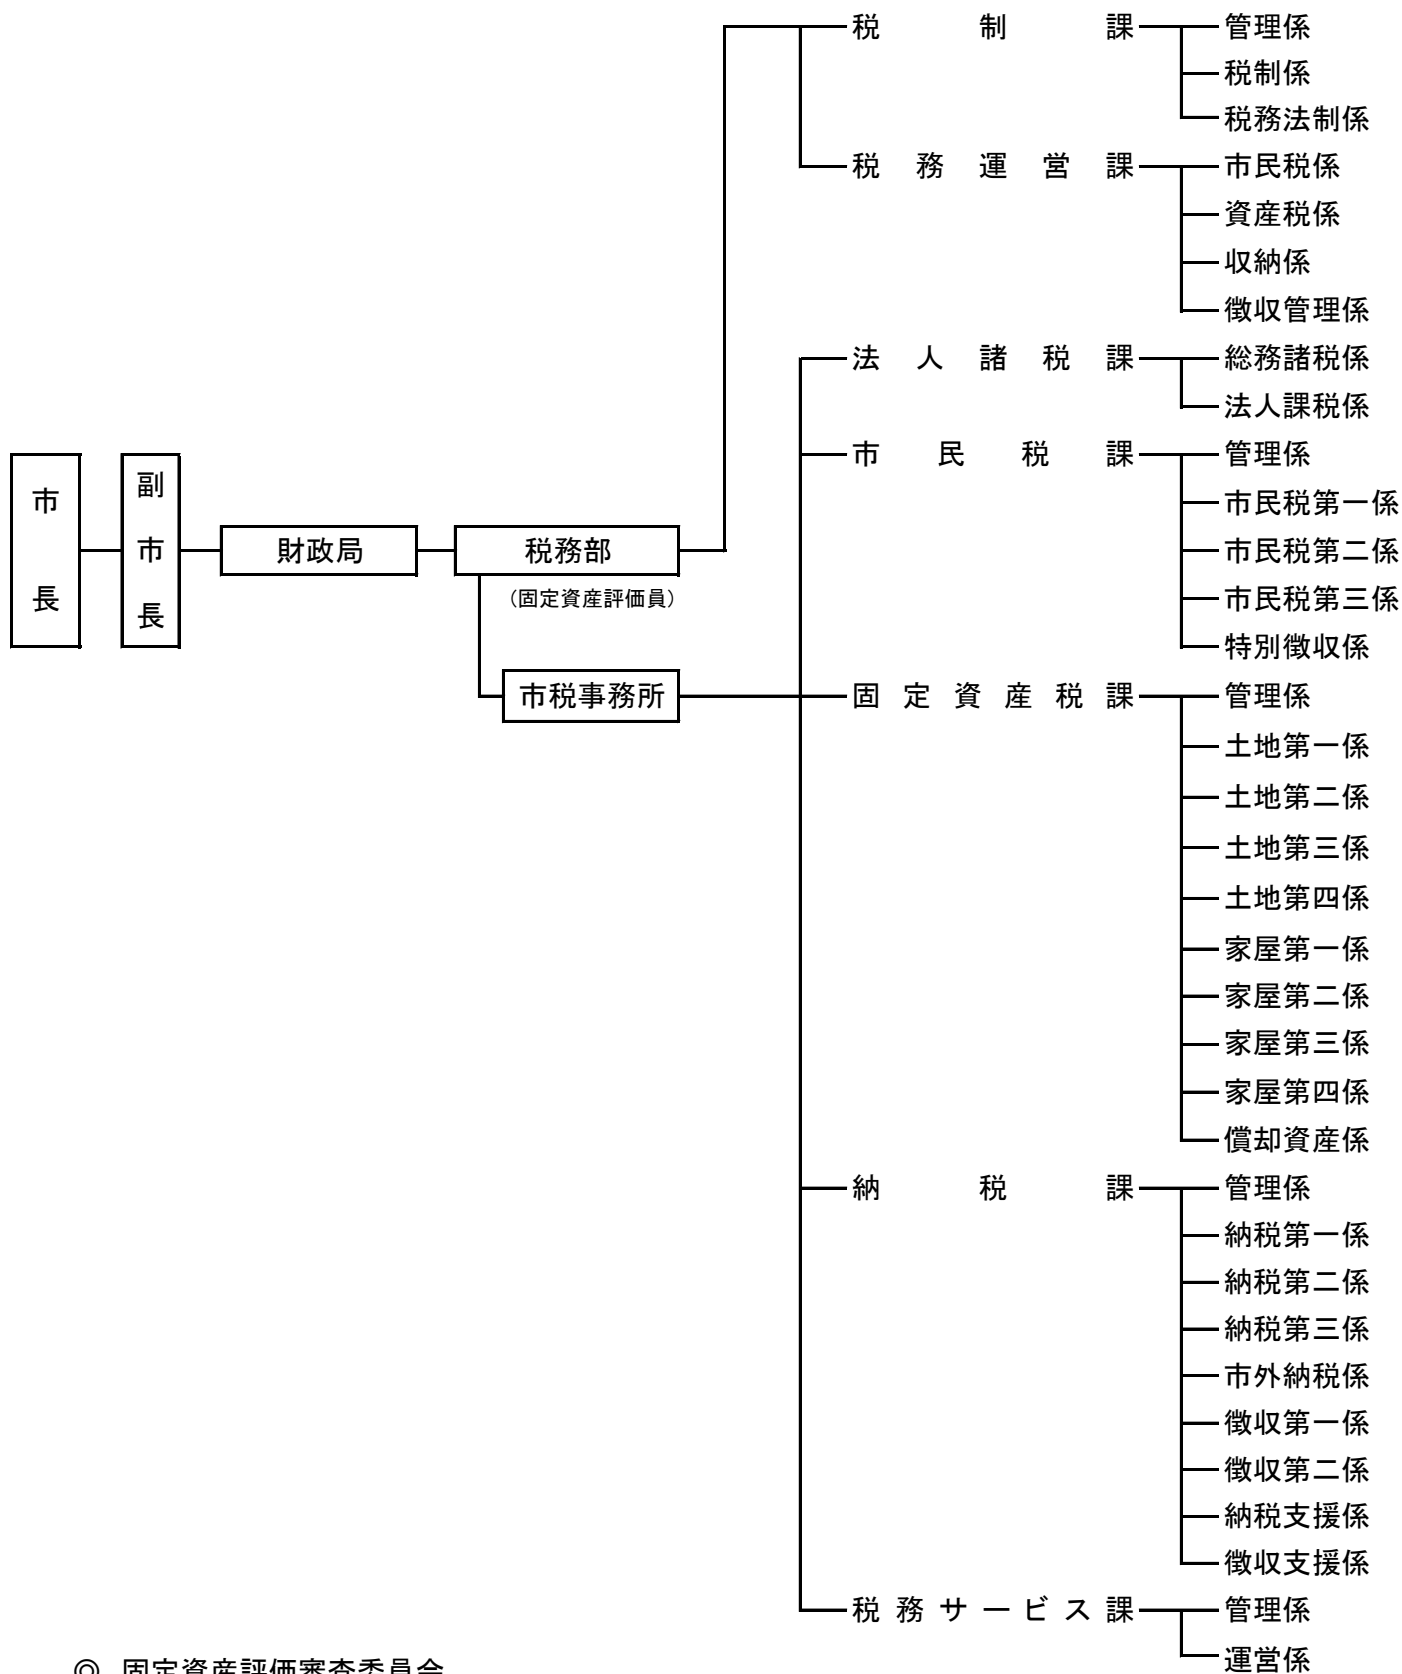 税制課
管理係
税制係
税務法制係
税務運営課
市民税係
資産税係
収納係
徴収管理係
法人諸税課
総務諸税係
法人課税係
市民税課
管理係
市民税第一係
市民税第二係
市民税第三係
特別徴収係
市長
副市長
財政局
税務部
（固定資産評価員）
市税事務所
固定資産税課
管理係
土地第一係
土地第二係
土地第三係
土地第四係
家屋第一係
家屋第二係
家屋第三係
家屋第四係
償却資産係
納税課
管理係
納税第一係
納税第二係
納税第三係
市外納税係
徴収第一係
徴収第二係
納税支援係
徴収支援係
税務サービス課
管理係
運営係
◎ 固定資産評価審査委員会